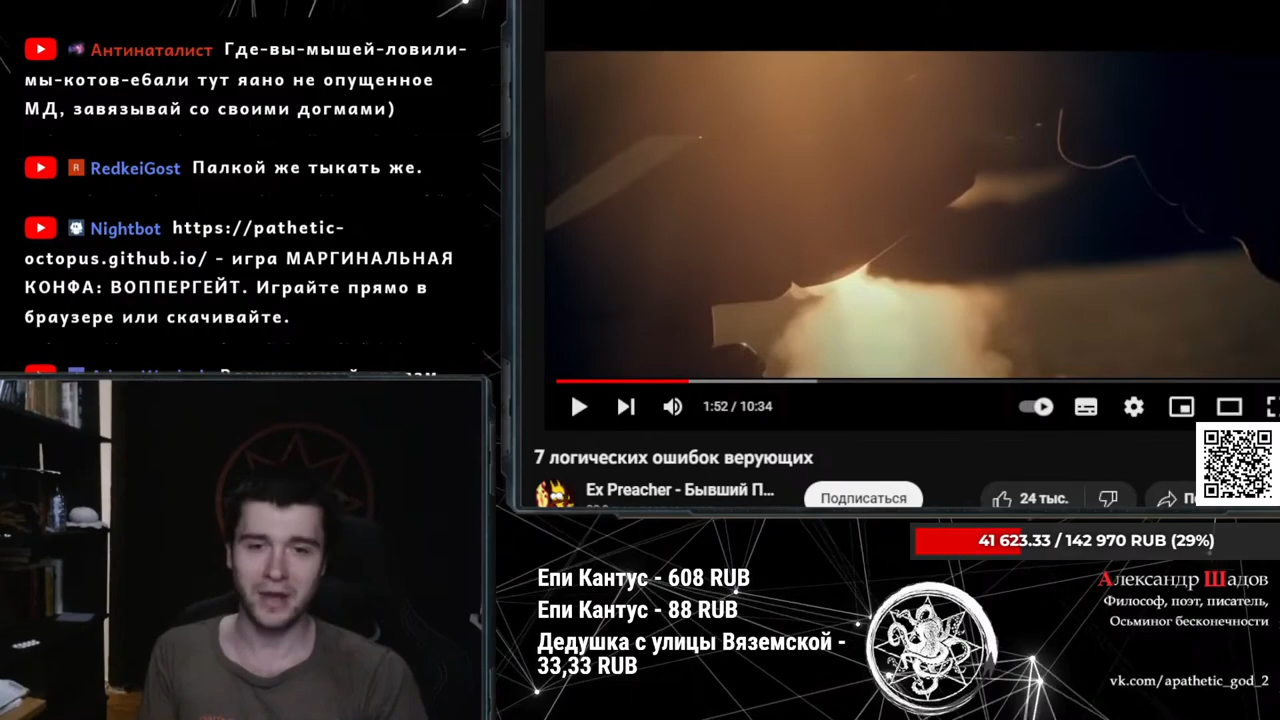 Антинаталист Где-вы-мышей-ловили-
мы-котов-ебали тут яано не опущенное
МД, завязывай со своими догмами)
R RedkeiGost Палкой же тыкать же.
Nightbot https://pathetic-
octopus.github.io/ - игра МАРГИНАЛЬНАЯ
КОНФА: ВОППЕРГЕЙТ. Играйте прямо в
браузере или скачивайте.
1:52 / 10:34
7 логических ошибок верующих
Ex Preacher - Бывший П...
Подписаться
24 тыс.
41 623.33 / 142 970 RUB (29%)
Епи Кантус - 608 RUB
Епи Кантус - 88 RUB
Дедушка с улицы Вяземской -
33,33 RUB
Александр Шадов
Философ, поэт, писатель,
Осьминог бесконечности
vk.com/apathetic_god_2